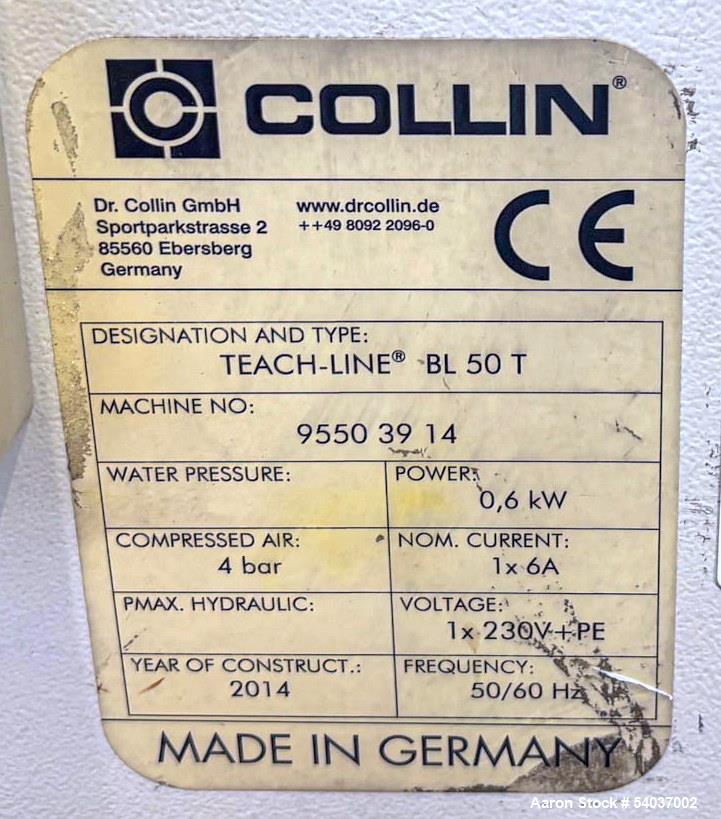 COLLIN®
Dr. Collin GmbH
Sportparkstrasse 2
85560 Ebersberg
Germany
www.drcollin.de
++49 8092 2096-0
CE
DESIGNATION AND TYPE:
TEACH-LINE® BL 50 T
MACHINE NO:
9550 39 14
WATER PRESSURE:
POWER:
0,6 kW
COMPRESSED AIR:
4 bar
NOM. CURRENT:
1x 6A
PMAX. HYDRAULIC:
VOLTAGE:
1x 230V+PE
YEAR OF CONSTRUCT.:
2014
FREQUENCY:
50/60 Hz
MADE IN GERMANY
Aaron Stock # 54037002